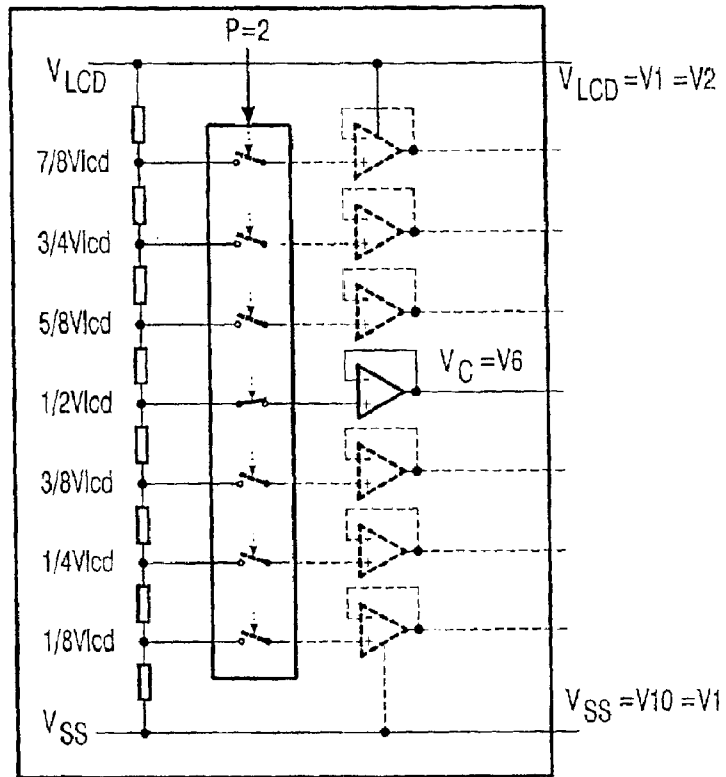 P=2
VLCD
VLCD =V1 =V2
7/8Vlcd
3/4Vlcd
5/8Vlcd
VC =V6
1/2Vlcd
3/8Vlcd
1/4Vlcd
1/8Vlcd
VSS =V10 =V1
VSS